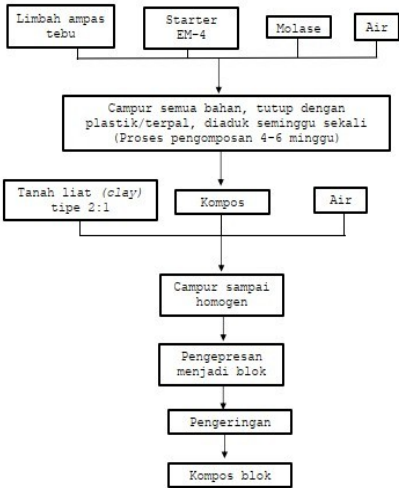 Limbah ampas
tebu
Starter
EM-4
Molase
Air
Campur semua bahan, tutup dengan
plastik/terpal, diaduk seminggu sekali
(Proses pengomposan 4-6 minggu)
Tanah liat (clay)
tipe 2:1
Kompos
Air
Campur sampai
homogen
Pengepresan
menjadi blok
Pengeringan
Kompos blok